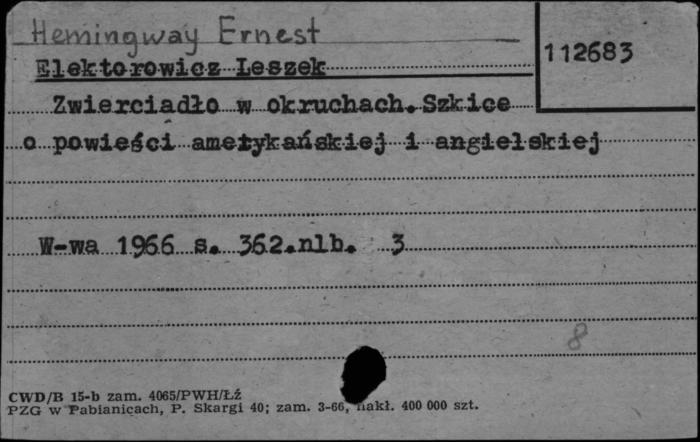 Hemingway Ernest
112683
Elektorowicz Leszek
Zwierciadło w okruchach.Szkice
o powieści ametykańskiej i angielskiej
W-wa 1966 s. 362.nlb. 3
8
CWD/B 15-b zam. 4065/PWH/Łź
PZG w Pabianicach, P. Skargi 40; zam. 3-66, nakł. 400 000 szt.